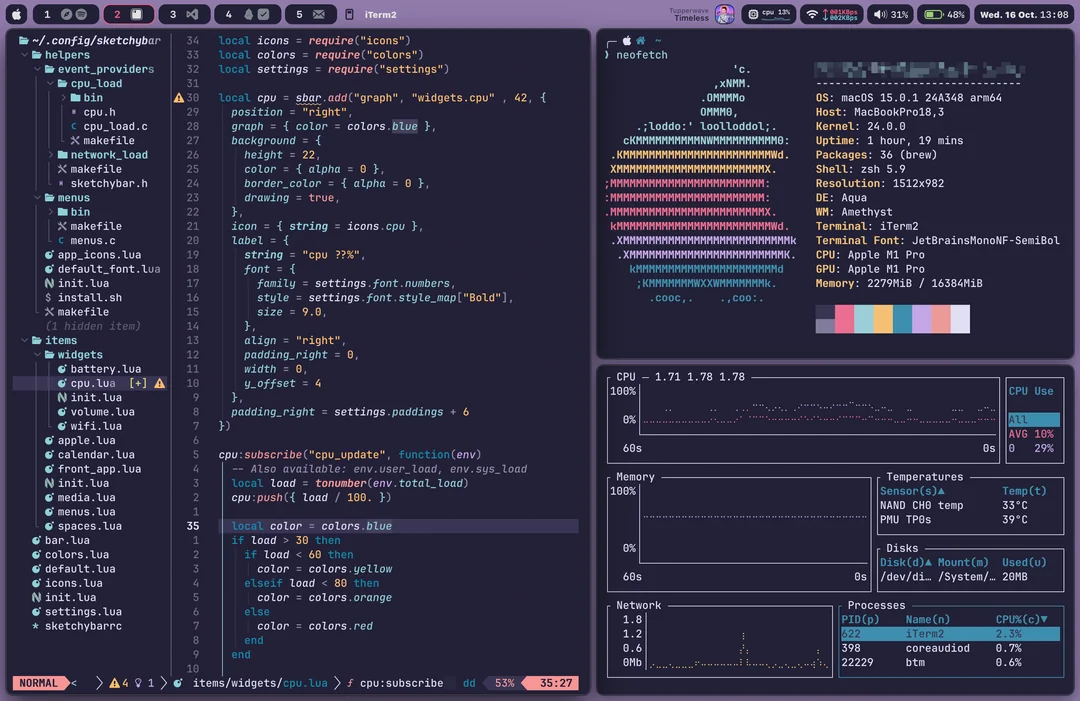 1
2
3
4
5
iTerm2
Tupperwave
Timeless
cpu 13%
001KBps
002KBps
31%
48%
Wed. 16 Oct. 13:08
~/.config/sketchybar
helpers
event_providers
cpu_load
bin
cpu.h
cpu_load.c
makefile
network_load
makefile
sketchybar.h
menus
bin
makefile
menus.c
app_icons.lua
default_font.lua
init.lua
$ install.sh
makefile
(1 hidden item)
items
widgets
battery.lua
cpu.lua [+]
init.lua
volume.lua
wifi.lua
apple.lua
calendar.lua
front_app.lua
init.lua
media.lua
menus.lua
spaces.lua
bar.lua
colors.lua
default.lua
icons.lua
init.lua
settings.lua
* sketchybarrc
34 local icons = require("icons")
33 local colors = require("colors")
32 local settings = require("settings")
31
30 local cpu = sbar.add("graph", "widgets.cpu" , 42, {
29 position = "right",
28 graph = { color = colors.blue },
27 background = {
26 height = 22,
25 color = { alpha = 0 },
24 border_color = { alpha = 0 },
23 drawing = true,
22 },
21 icon = { string = icons.cpu },
20 label = {
19 string = "cpu ??%",
18 font = {
17 family = settings.font.numbers,
16 style = settings.font.style_map["Bold"],
15 size = 9.0,
14 },
13 align = "right",
12 padding_right = 0,
11 width = 0,
10 y_offset = 4
9 },
8 padding_right = settings.paddings + 6
7 })
6
5 cpu:subscribe("cpu_update", function(env)
4 -- Also available: env.user_load, env.sys_load
3 local load = tonumber(env.total_load)
2 cpu:push({ load / 100. })
1
35 local color = colors.blue
1 if load > 30 then
2 if load < 60 then
3 color = colors.yellow
4 elseif load < 80 then
5 color = colors.orange
6 else
7 color = colors.red
8 end
9 end
10
NORMAL < 4 1 items/widgets/cpu.lua cpu:subscribe dd 53% 35:27
~
neofetch
'c.
,xNMM.
.OMMMMo
OMMM0,
.;loddo:' loolloddol;.
cKMMMMMMMMMMNWMMMMMMMMMM0:
.KMMMMMMMMMMMMMMMMMMMMMMMWd.
XMMMMMMMMMMMMMMMMMMMMMMMX.
;MMMMMMMMMMMMMMMMMMMMMMMM:
:MMMMMMMMMMMMMMMMMMMMMMMM:
.MMMMMMMMMMMMMMMMMMMMMMMMX.
kMMMMMMMMMMMMMMMMMMMMMMMMWd.
.XMMMMMMMMMMMMMMMMMMMMMMMMMMk
.XMMMMMMMMMMMMMMMMMMMMMMMMK.
kMMMMMMMMMMMMMMMMMMMMMMd
;KMMMMMMMWXXWMMMMMMMk.
.cooc,. .,coo:.
OS: macOS 15.0.1 24A348 arm64
Host: MacBookPro18,3
Kernel: 24.0.0
Uptime: 1 hour, 19 mins
Packages: 36 (brew)
Shell: zsh 5.9
Resolution: 1512x982
DE: Aqua
WM: Amethyst
Terminal: iTerm2
Terminal Font: JetBrainsMonoNF-SemiBol
CPU: Apple M1 Pro
GPU: Apple M1 Pro
Memory: 2279MiB / 16384MiB
CPU — 1.71 1.78 1.78
100%
0%
60s 0s
CPU Use
All
AVG 10%
0 29%
Memory
100%
0%
60s 0s
Temperatures
Sensor(s)▲ Temp(t)
NAND CH0 temp 33°C
PMU TP0s 39°C
Disks
Disk(d)▲ Mount(m) Used(u)
/dev/di… /System/… 20MB
Network
1.8
1.2
0.6
0Mb
Processes
PID(p) Name(n) CPU%(c)▼
622 iTerm2 2.3%
398 coreaudiod 0.7%
22229 btm 0.6%